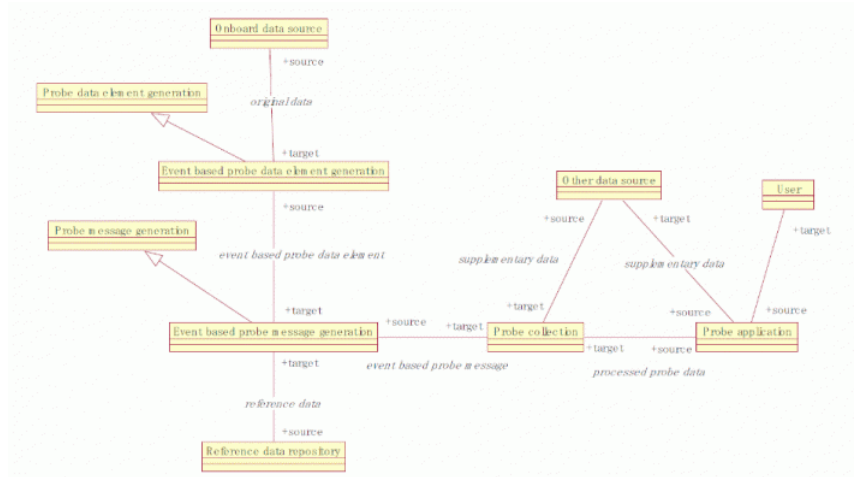 Onboard data source
+source
Probe data element generation
original data
+target
Event based probe data element generation
+source
Other data source
User
+source
+target
Probe message generation
+target
event based probe data element
supplementary data
supplementary data
+target
+target
+source
+source
+source
+target
Event based probe message generation
Probe collection
Probe application
+target
+target
+source
event based probe message
processed probe data
reference data
+source
Reference data repository